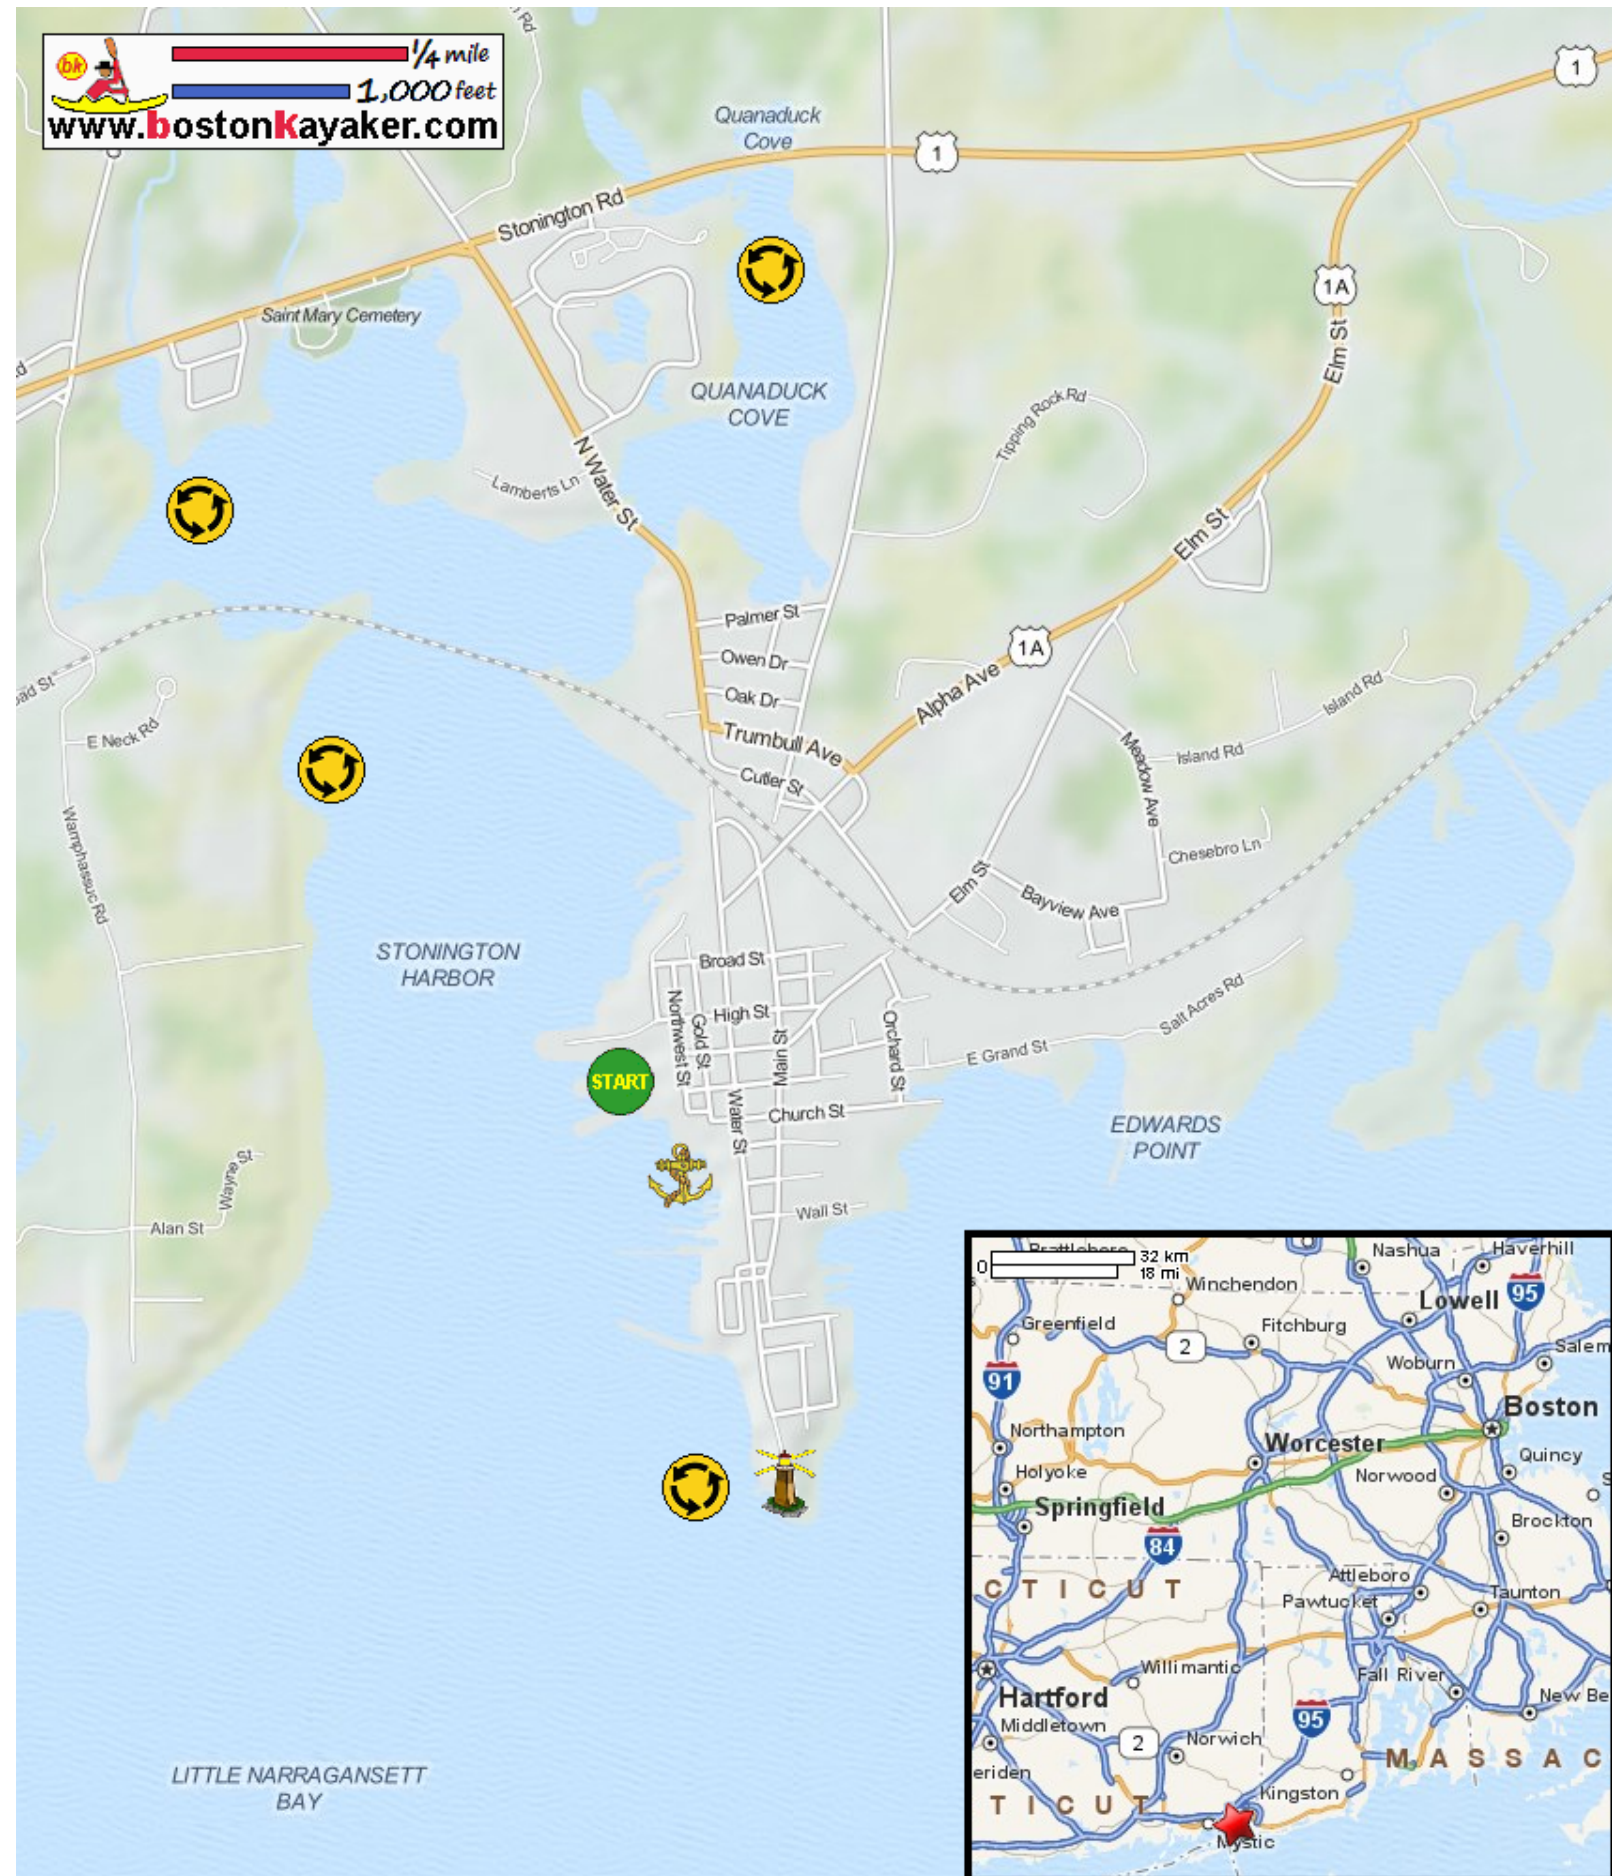 bk
¼ mile
1,000 feet
www.bostonkayaker.com
Rd
1
Quanaduck
Cove
1
Stonington Rd
1A
Saint Mary Cemetery
Elm St
QUANADUCK
COVE
Tipping Rock Rd
N Water St
Lamberts Ln
Elm St
Palmer St
Owen Dr
1A
Oak Dr
Alpha Ave
Island Rd
Trumbull Ave
E Neck Rd
Meadow Ave
Island Rd
Cutler St
Wamphassuc Rd
Chesebro Ln
Elm St
Bayview Ave
STONINGTON
HARBOR
Broad St
Northwest St
Gold St
High St
Main St
Orchard St
Salt Acres Rd
E Grand St
START
Water St
Church St
EDWARDS
POINT
Wayne St
Alan St
Wall St
LITTLE NARRAGANSETT
BAY
0
32 km
18 mi
Brattleboro
Nashua
Haverhill
Winchendon
Lowell
95
Greenfield
Fitchburg
2
Woburn
Salem
91
Boston
Northampton
Worcester
Quincy
Holyoke
Norwood
Springfield
Brockton
84
Attleboro
CTICUT
Taunton
Pawtucket
Willimantic
Fall River
Hartford
New Be
95
Middletown
2
Norwich
MASSAC
eriden
Kingston
TICUT
Mystic